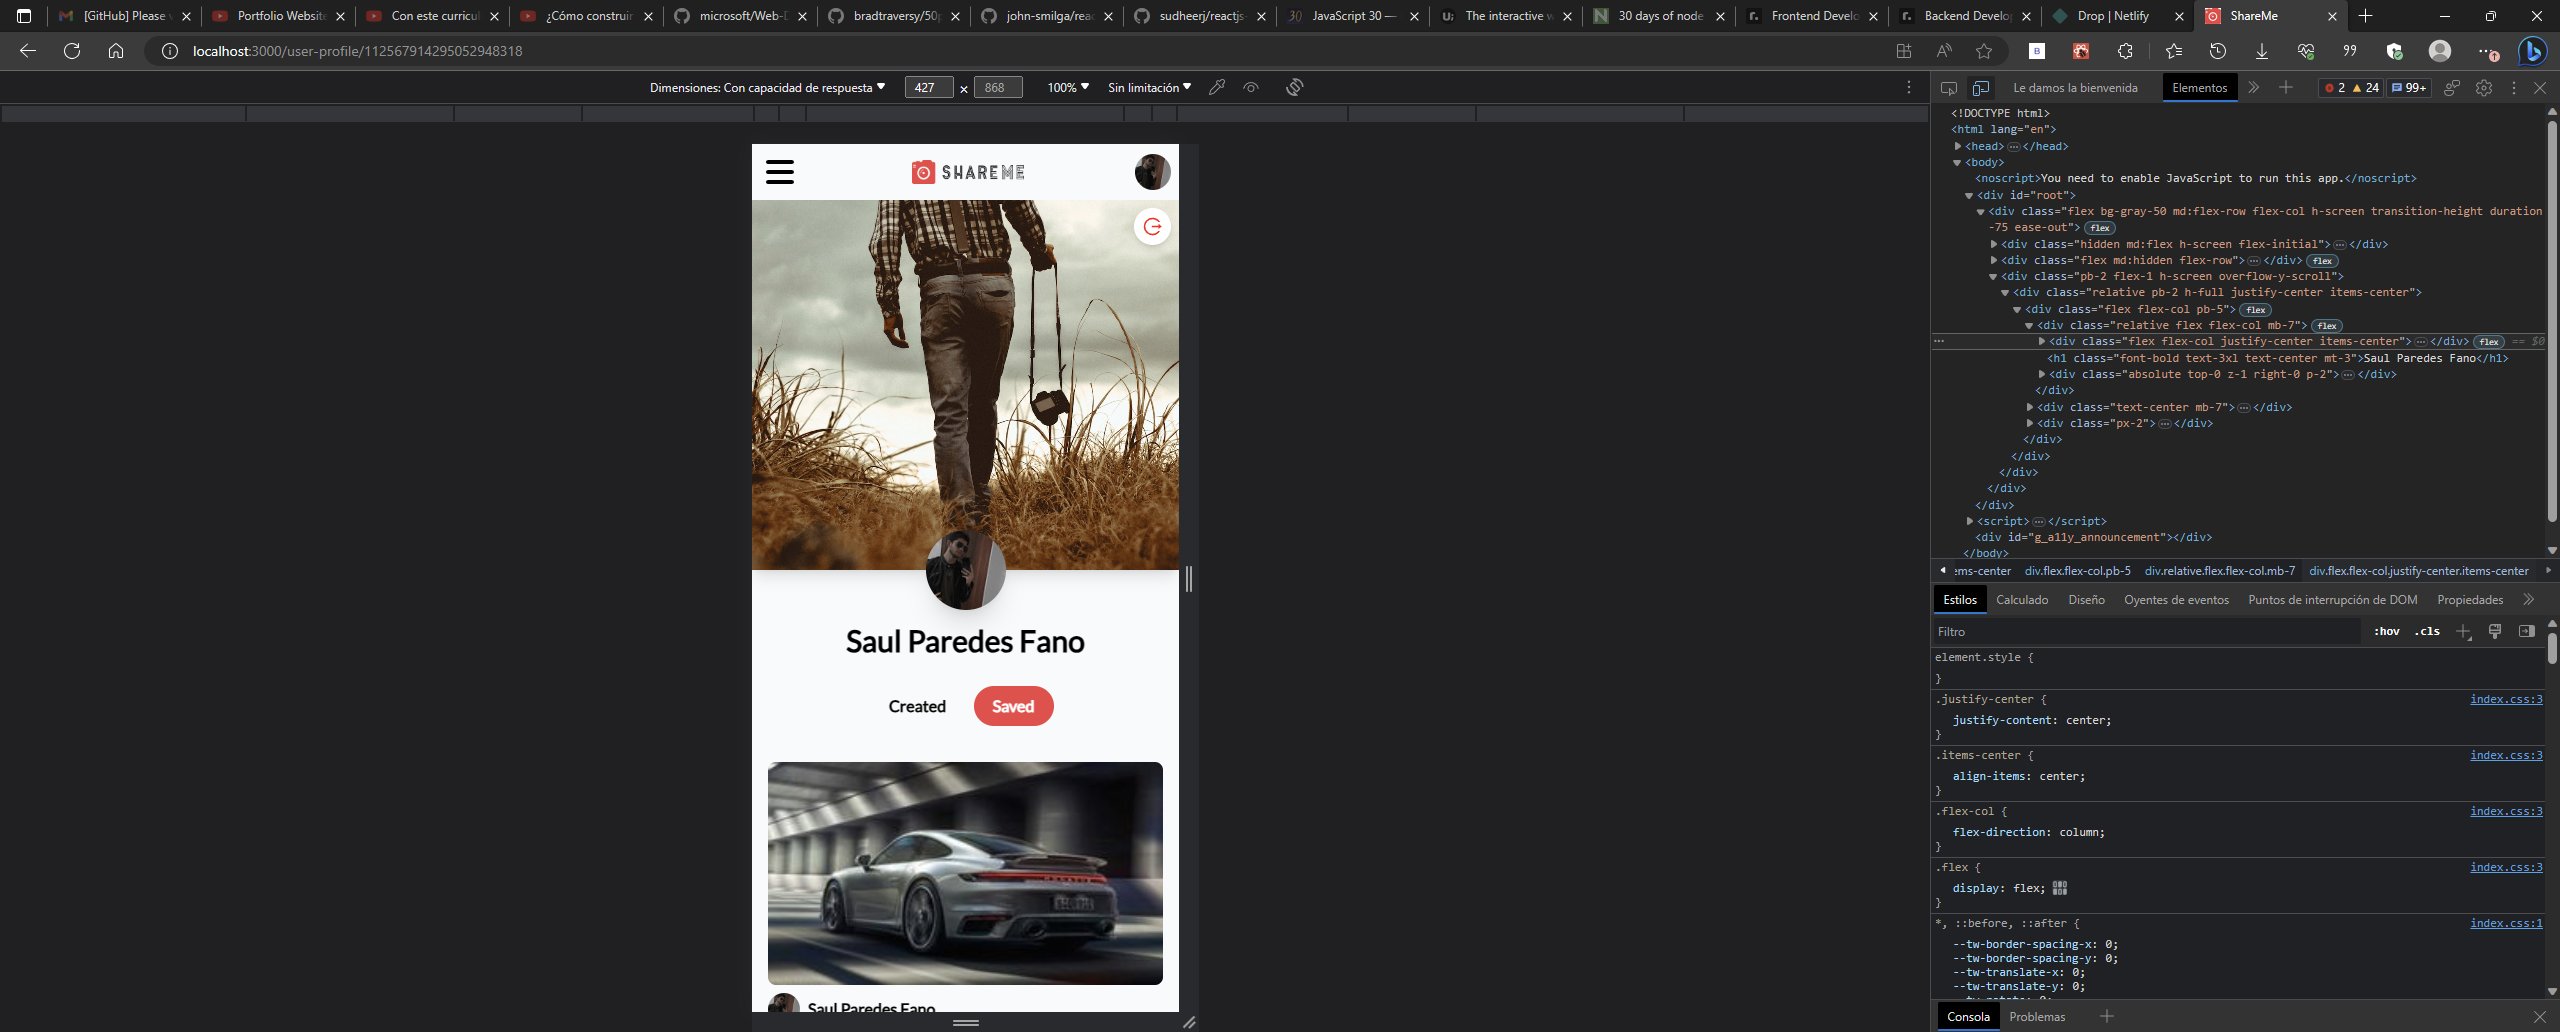 [GitHub] Please
Portfolio Website
Con este curricul
¿Cómo construir
microsoft/Web-D
bradtraversy/50p
john-smilga/reac
sudheerj/reactjs-
30 JavaScript 30 —
The interactive w
30 days of node
Frontend Develo
Backend Develop
Drop | Netlify
ShareMe
localhost:3000/user-profile/112567914295052948318
Dimensiones: Con capacidad de respuesta
427 × 868
100%
Sin limitación
Le damos la bienvenida
Elementos
2 24 99+
SHAREME
Saul Paredes Fano
Created
Saved
Saul Paredes Fano
<!DOCTYPE html>
<html lang="en">
<head>…</head>
<body>
<noscript>You need to enable JavaScript to run this app.</noscript>
<div id="root">
<div class="flex bg-gray-50 md:flex-row flex-col h-screen transition-height duration
-75 ease-out"> flex
<div class="hidden md:flex h-screen flex-initial">…</div>
<div class="flex md:hidden flex-row">…</div> flex
<div class="pb-2 flex-1 h-screen overflow-y-scroll">
<div class="relative pb-2 h-full justify-center items-center">
<div class="flex flex-col pb-5"> flex
<div class="relative flex flex-col mb-7"> flex
<div class="flex flex-col justify-center items-center">…</div> flex == $0
<h1 class="font-bold text-3xl text-center mt-3">Saul Paredes Fano</h1>
<div class="absolute top-0 z-1 right-0 p-2">…</div>
</div>
<div class="text-center mb-7">…</div>
<div class="px-2">…</div>
</div>
</div>
</div>
</div>
</div>
<script>…</script>
<div id="g_a11y_announcement"></div>
</body>
ems-center div.flex.flex-col.pb-5 div.relative.flex.flex-col.mb-7 div.flex.flex-col.justify-center.items-center
Estilos Calculado Diseño Oyentes de eventos Puntos de interrupción de DOM Propiedades
Filtro :hov .cls
element.style {
}
.justify-center { index.css:3
justify-content: center;
}
.items-center { index.css:3
align-items: center;
}
.flex-col { index.css:3
flex-direction: column;
}
.flex { index.css:3
display: flex;
}
*, ::before, ::after { index.css:1
--tw-border-spacing-x: 0;
--tw-border-spacing-y: 0;
--tw-translate-x: 0;
--tw-translate-y: 0;
--tw-rotate: 0;
Consola Problemas